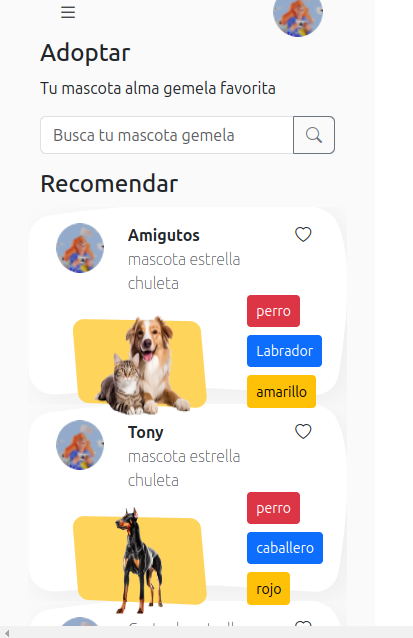 Adoptar
Tu mascota alma gemela favorita
Busca tu mascota gemela
Recomendar
Amigutos
mascota estrella
chuleta
perro
Labrador
amarillo
Tony
mascota estrella
chuleta
perro
caballero
rojo